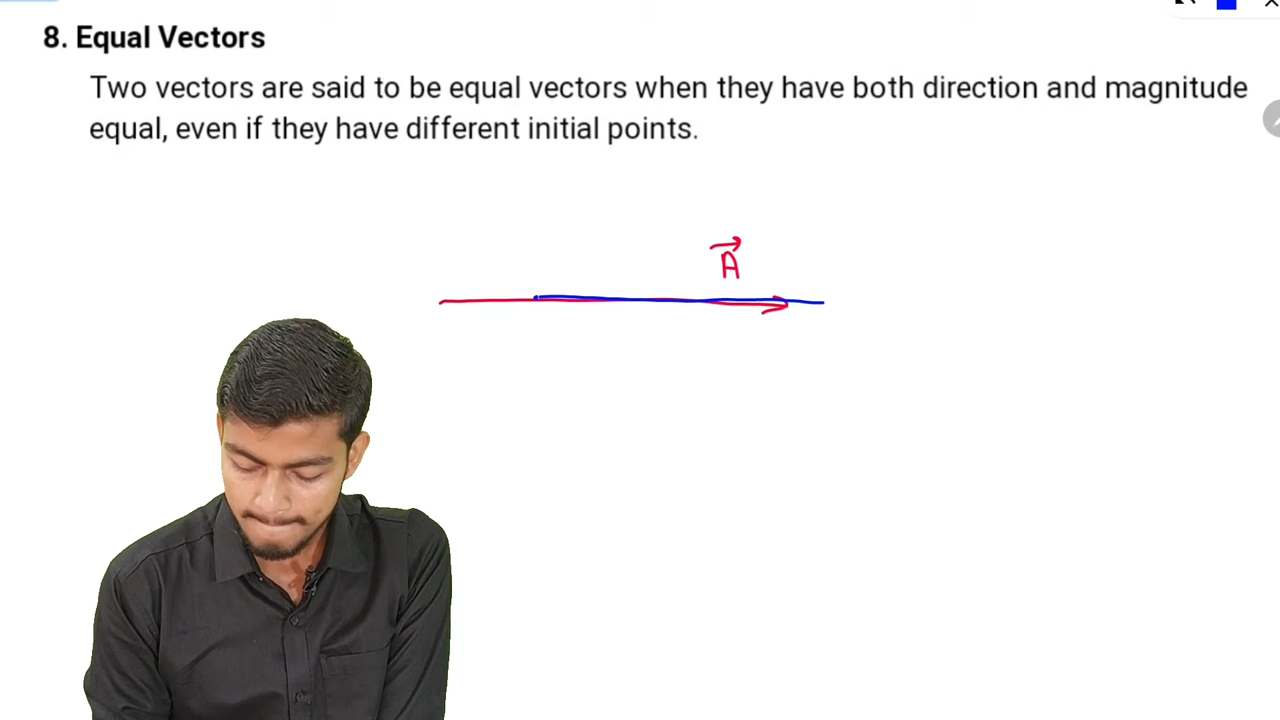 8. Equal Vectors
Two vectors are said to be equal vectors when they have both direction and magnitude
equal, even if they have different initial points.
A